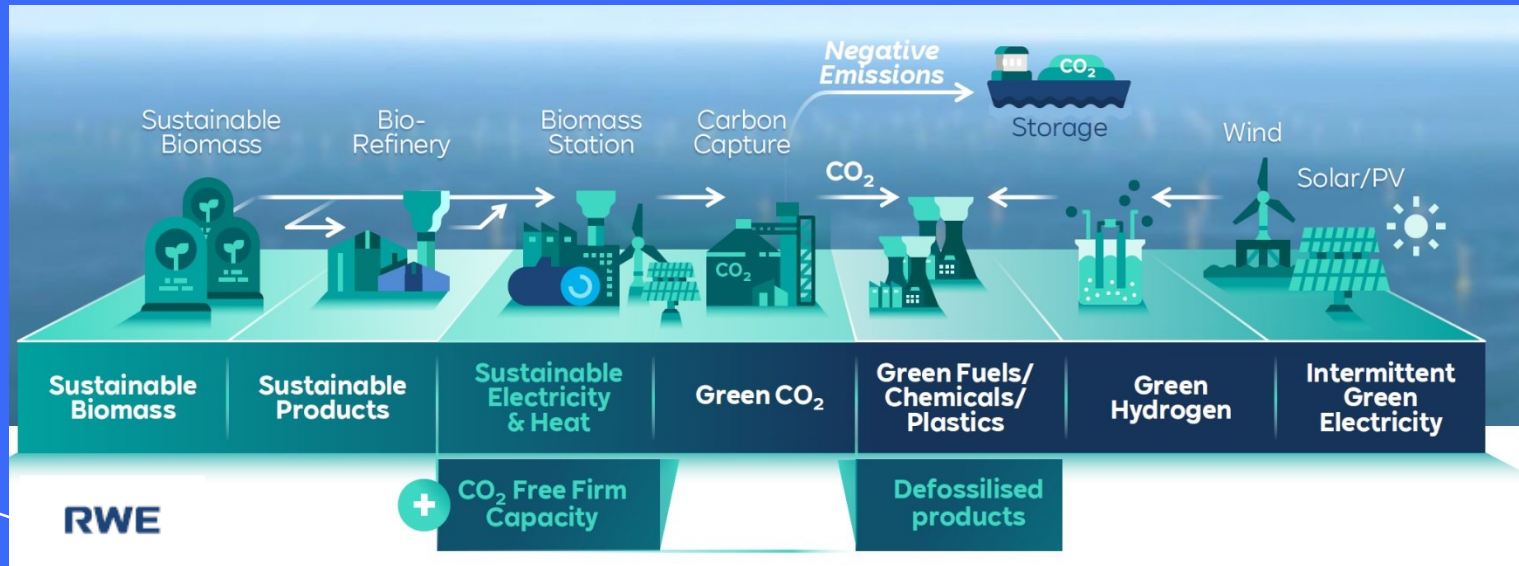 Negative
Emissions
CO₂
Storage
Sustainable
Biomass
Bio-
Refinery
Biomass
Station
Carbon
Capture
CO₂
Wind
Solar/PV
CO₂
Sustainable
Biomass
Sustainable
Products
Sustainable
Electricity
& Heat
Green CO₂
Green Fuels/
Chemicals/
Plastics
Green
Hydrogen
Intermittent
Green
Electricity
+
CO₂ Free Firm
Capacity
Defossilised
products
RWE